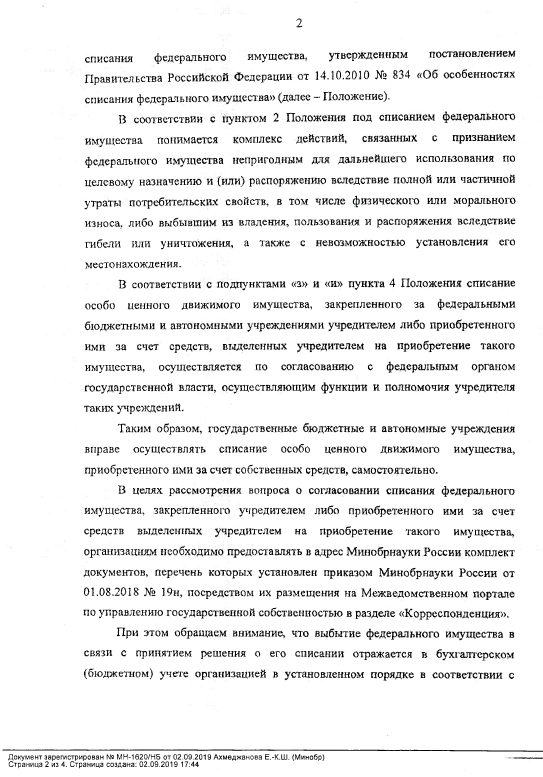 2
списания федерального имущества, утвержденным постановлением
Правительства Российской Федерации от 14.10.2010 № 834 «Об особенностях
списания федерального имущества» (далее – Положение).
В соответствии с пунктом 2 Положения под списанием федерального
имущества понимается комплекс действий, связанных с признанием
федерального имущества непригодным для дальнейшего использования по
целевому назначению и (или) распоряжению вследствие полной или частичной
утраты потребительских свойств, в том числе физического или морального
износа, либо выбывшим из владения, пользования и распоряжения вследствие
гибели или уничтожения, а также с невозможностью установления его
местонахождения.
В соответствии с подпунктами «з» и «и» пункта 4 Положения списание
особо ценного движимого имущества, закрепленного за федеральными
бюджетными и автономными учреждениями учредителем либо приобретенного
ими за счет средств, выделенных учредителем на приобретение такого
имущества, осуществляется по согласованию с федеральным органом
государственной власти, осуществляющим функции и полномочия учредителя
таких учреждений.
Таким образом, государственные бюджетные и автономные учреждения
вправе осуществлять списание особо ценного движимого имущества,
приобретенного ими за счет собственных средств, самостоятельно.
В целях рассмотрения вопроса о согласовании списания федерального
имущества, закрепленного учредителем либо приобретенного ими за счет
средств выделенных учредителем на приобретение такого имущества,
организациям необходимо предоставлять в адрес Минобрнауки России комплект
документов, перечень которых установлен приказом Минобрнауки России от
01.08.2018 № 19н, посредством их размещения на Межведомственном портале
по управлению государственной собственностью в разделе «Корреспонденция».
При этом обращаем внимание, что выбытие федерального имущества в
связи с принятием решения о его списании отражается в бухгалтерском
(бюджетном) учете организацией в установленном порядке в соответствии с
Документ зарегистрирован № МН-1620/НБ от 02.09.2019 Ахмеджанова Е.-К.Ш. (Минобр)
Страница 2 из 4. Страница создана: 02.09.2019 17:44